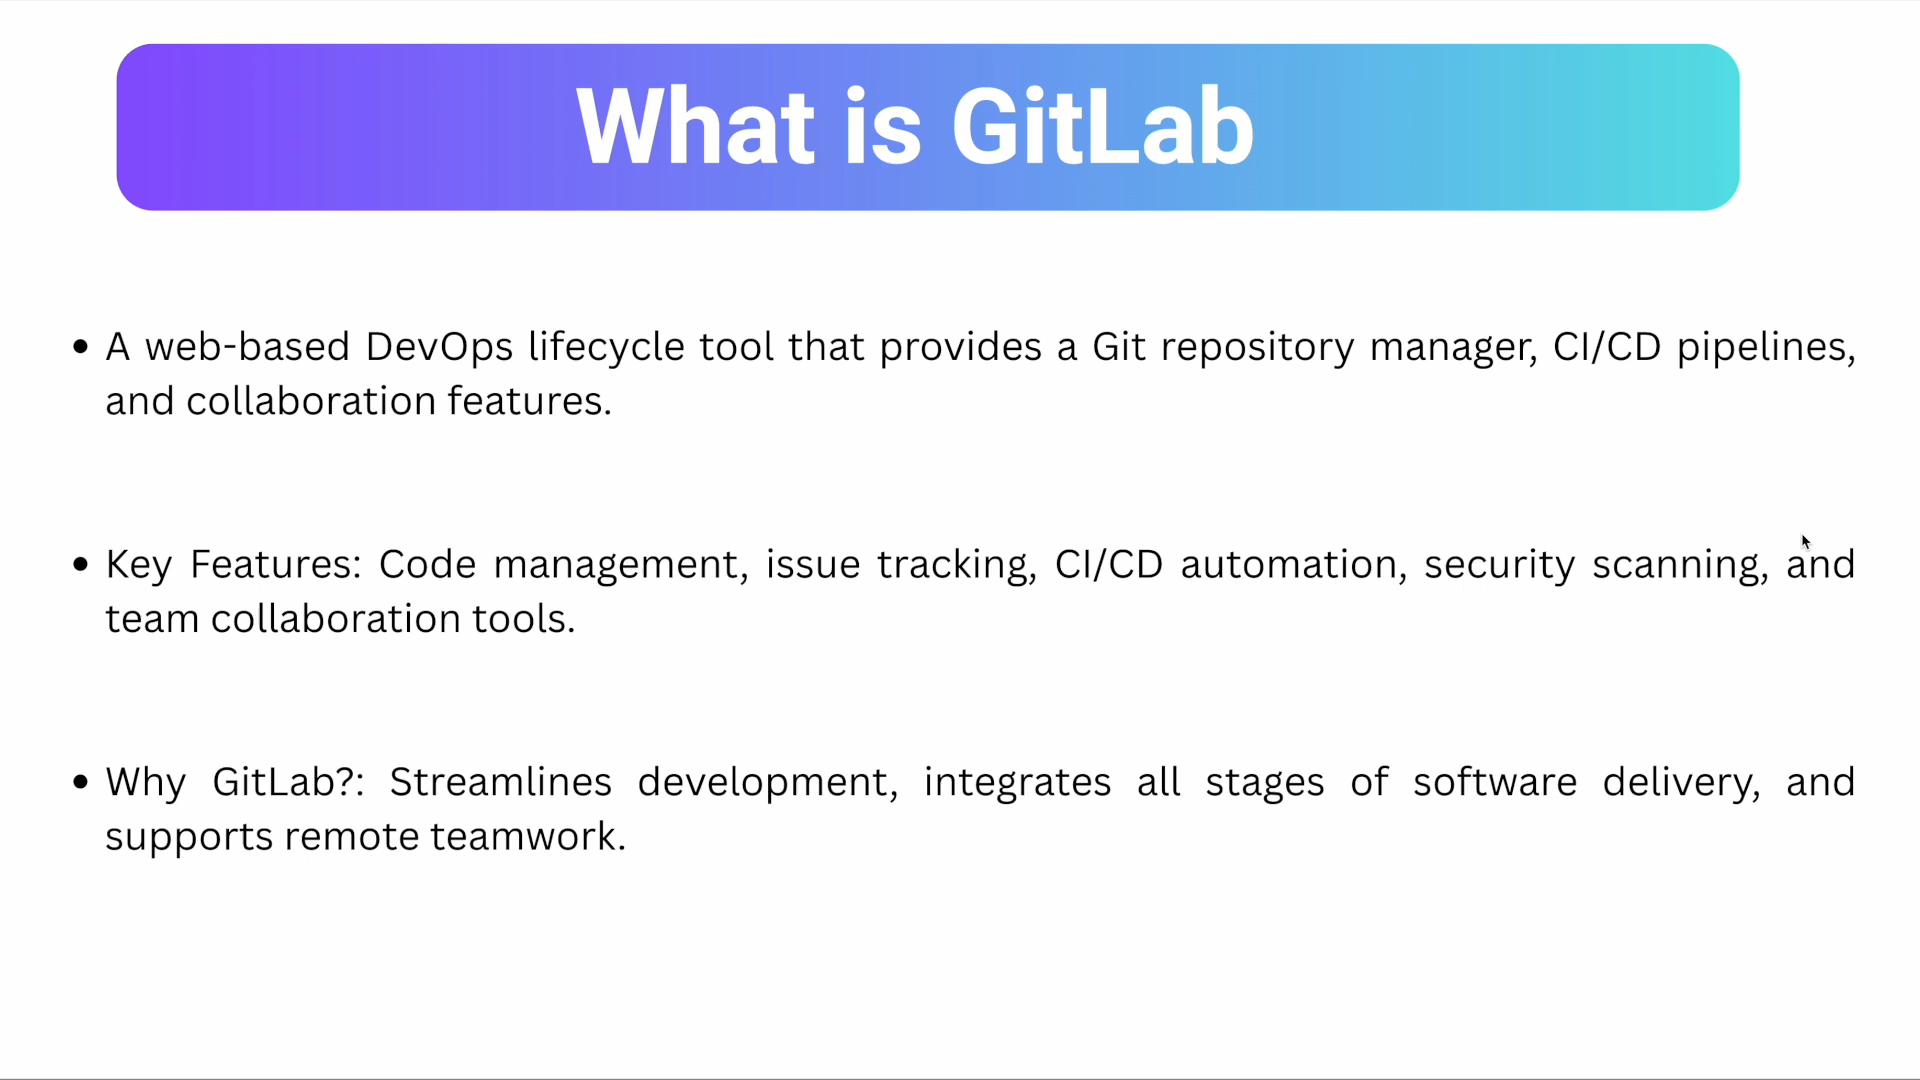 What is GitLab
• A web-based DevOps lifecycle tool that provides a Git repository manager, CI/CD pipelines,
and collaboration features.
• Key Features: Code management, issue tracking, CI/CD automation, security scanning, and
team collaboration tools.
• Why GitLab?: Streamlines development, integrates all stages of software delivery, and
supports remote teamwork.